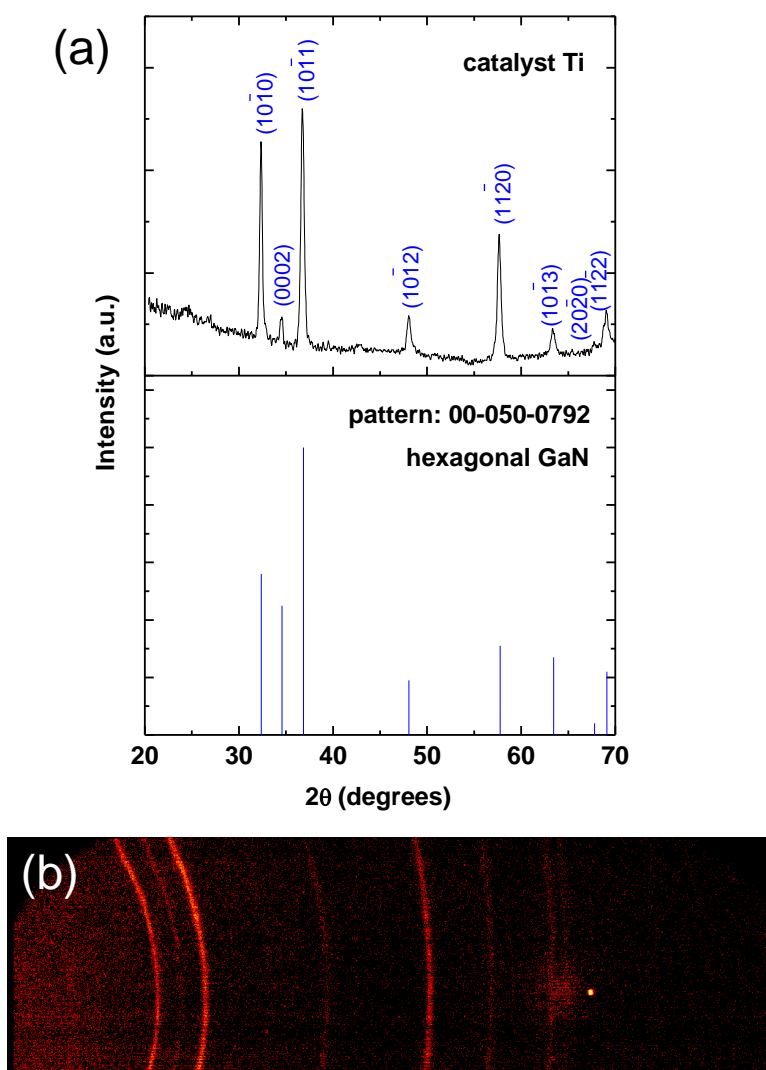 (a)
catalyst Ti
(101̄0)
(0002)
(101̄1)
(101̄2)
(112̄0)
(101̄3)
(202̄0)
(112̄2)
Intensity (a.u.)
pattern: 00-050-0792
hexagonal GaN
20 30 40 50 60 70
2θ (degrees)
(b)